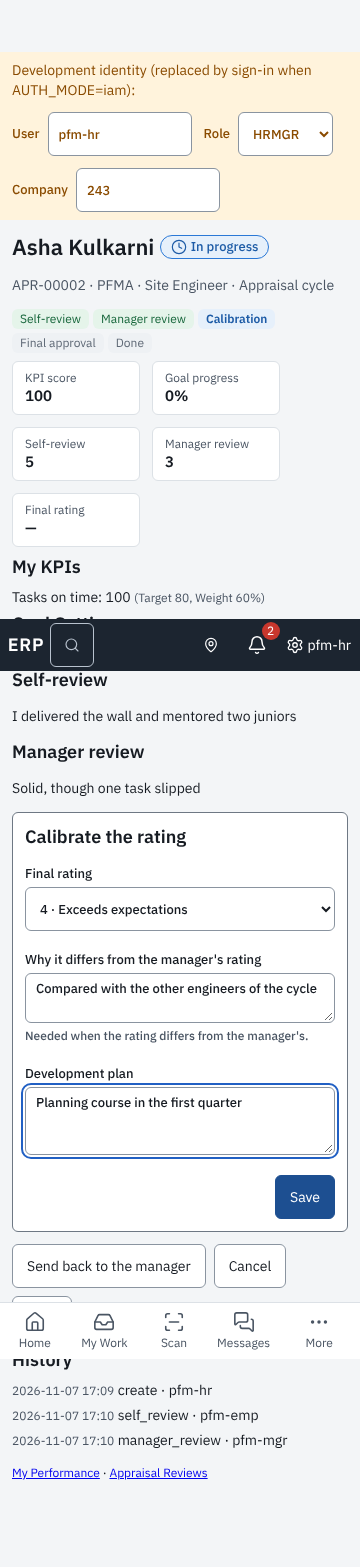 Development identity (replaced by sign-in when
AUTH_MODE=iam):
User pfm-hr Role HRMGR
Company 243
Asha Kulkarni In progress
APR-00002 · PFMA · Site Engineer · Appraisal cycle
Self-review Manager review Calibration
Final approval Done
KPI score Goal progress
100 0%
Self-review Manager review
5 3
Final rating
—
My KPIs
Tasks on time: 100 (Target 80, Weight 60%)
ERP 2 pfm-hr
Self-review
I delivered the wall and mentored two juniors
Manager review
Solid, though one task slipped
Calibrate the rating
Final rating
4 · Exceeds expectations
Why it differs from the manager's rating
Compared with the other engineers of the cycle
Needed when the rating differs from the manager's.
Development plan
Planning course in the first quarter
Save
Send back to the manager Cancel
Home My Work Scan Messages More
History
2026-11-07 17:09 create · pfm-hr
2026-11-07 17:10 self_review · pfm-emp
2026-11-07 17:10 manager_review · pfm-mgr
My Performance · Appraisal Reviews